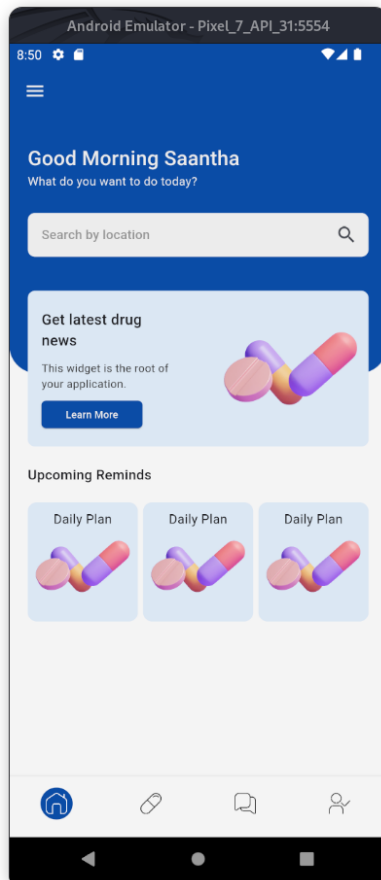 Android Emulator - Pixel_7_API_31:5554
8:50
Good Morning Saantha
What do you want to do today?
Search by location
Get latest drug
news
This widget is the root of
your application.
Learn More
Upcoming Reminds
Daily Plan Daily Plan Daily Plan